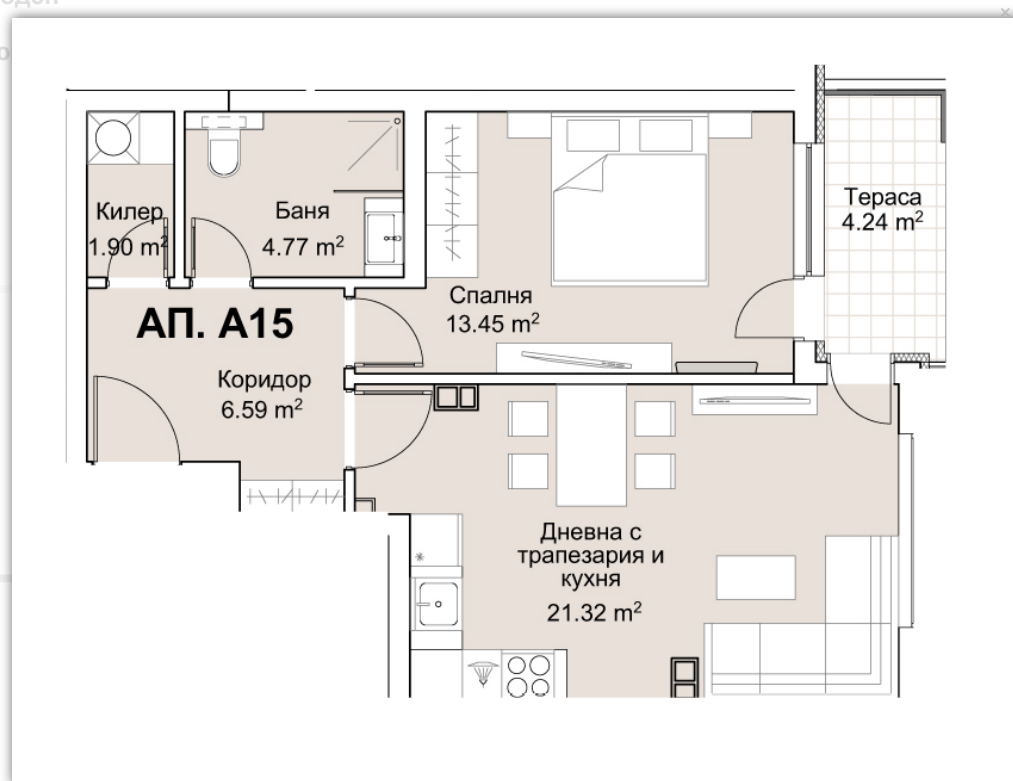 Килер
1.90 m²
Баня
4.77 m²
Тераса
4.24 m²
Спалня
13.45 m²
АП. А15
Коридор
6.59 m²
Дневна с
трапезария и
кухня
21.32 m²